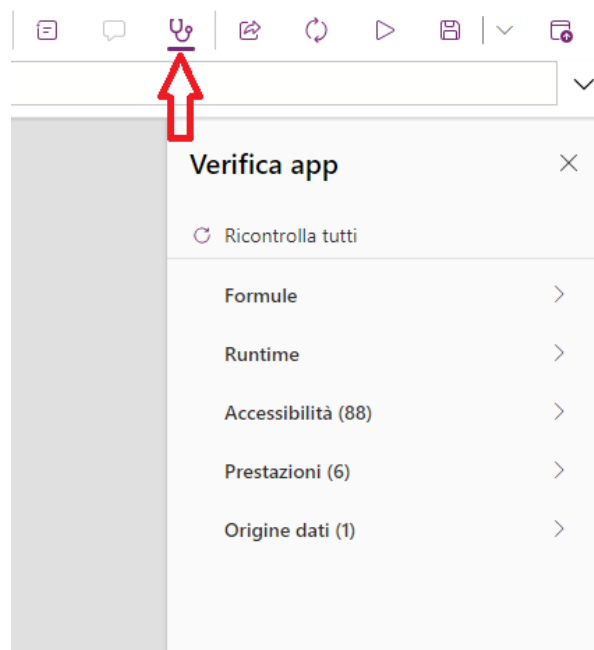 Verifica app
Ricontrolla tutti
Formule
Runtime
Accessibilità (88)
Prestazioni (6)
Origine dati (1)